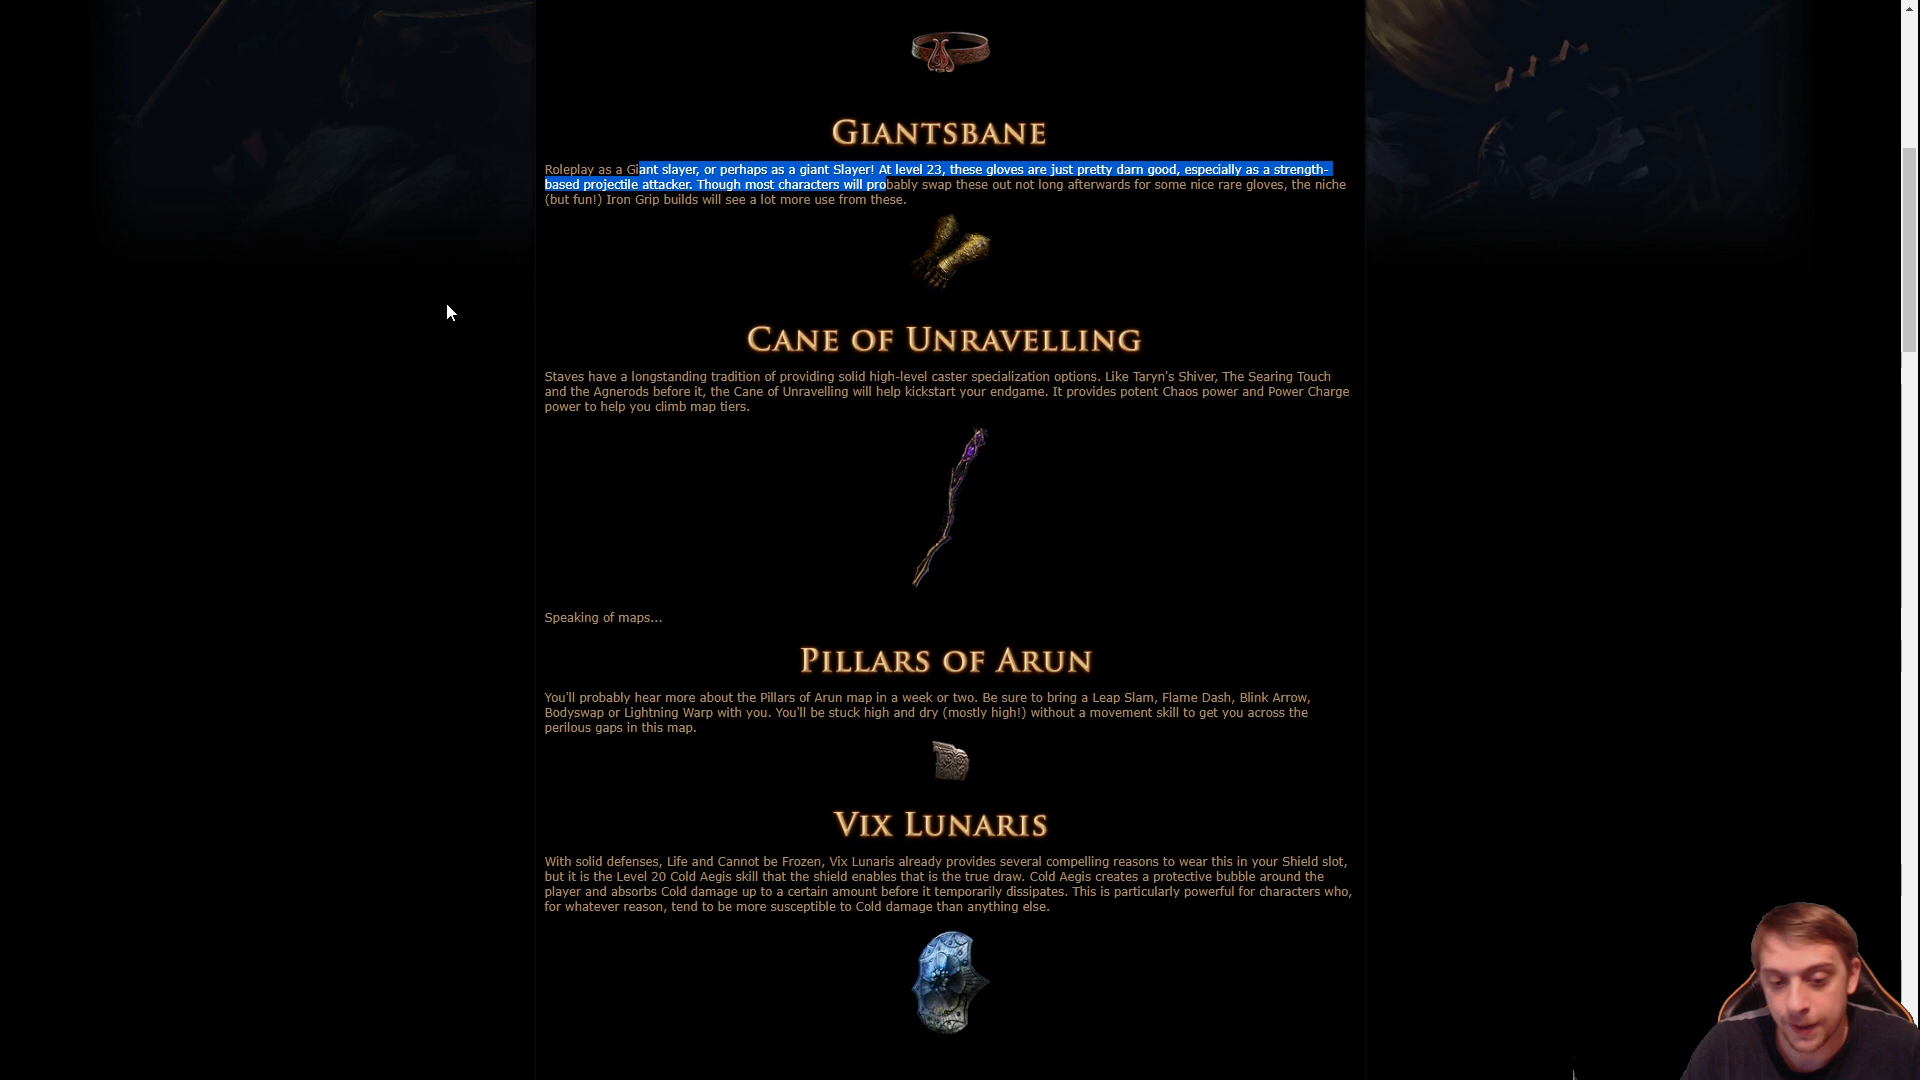 Giantsbane
Roleplay as a Giant slayer, or perhaps as a giant Slayer! At level 23, these gloves are just pretty darn good, especially as a strength-
based projectile attacker. Though most characters will probably swap these out not long afterwards for some nice rare gloves, the niche
(but fun!) Iron Grip builds will see a lot more use from these.
Cane of Unravelling
Staves have a longstanding tradition of providing solid high-level caster specialization options. Like Taryn's Shiver, The Searing Touch
and the Agnerods before it, the Cane of Unravelling will help kickstart your endgame. It provides potent Chaos power and Power Charge
power to help you climb map tiers.
Speaking of maps...
Pillars of Arun
You'll probably hear more about the Pillars of Arun map in a week or two. Be sure to bring a Leap Slam, Flame Dash, Blink Arrow,
Bodyswap or Lightning Warp with you. You'll be stuck high and dry (mostly high!) without a movement skill to get you across the
perilous gaps in this map.
Vix Lunaris
With solid defenses, Life and Cannot be Frozen, Vix Lunaris already provides several compelling reasons to wear this in your Shield slot,
but it is the Level 20 Cold Aegis skill that the shield enables that is the true draw. Cold Aegis creates a protective bubble around the
player and absorbs Cold damage up to a certain amount before it temporarily dissipates. This is particularly powerful for characters who,
for whatever reason, tend to be more susceptible to Cold damage than anything else.